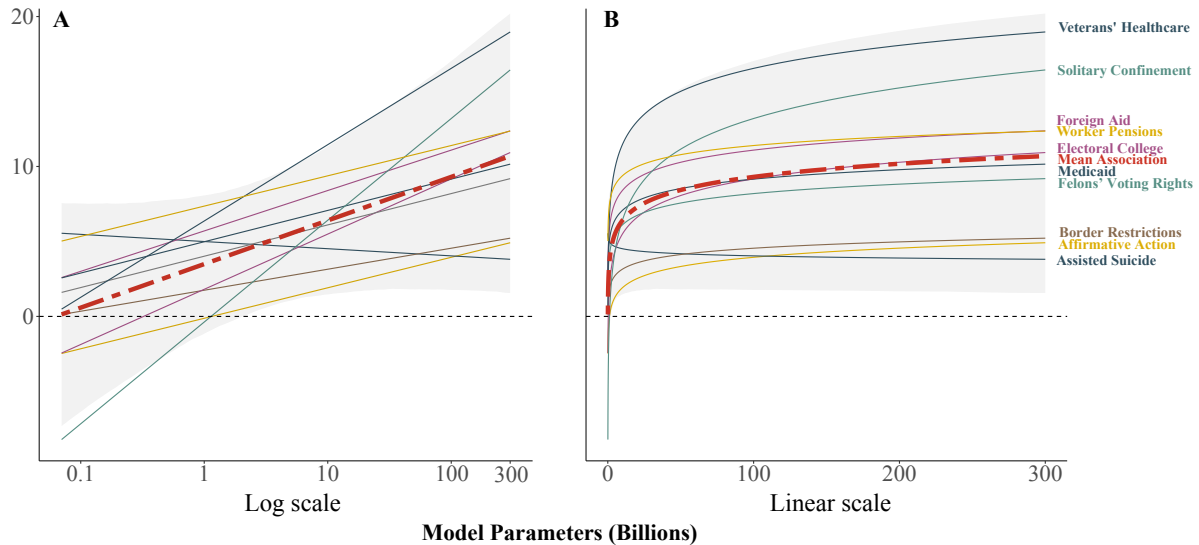 A
B
20
10
0
0.1
1
10
100
300
Log scale
0
100
200
300
Linear scale
Model Parameters (Billions)
Veterans' Healthcare
Solitary Confinement
Foreign Aid
Worker Pensions
Electoral College
Mean Association
Medicaid
Felons' Voting Rights
Border Restrictions
Affirmative Action
Assisted Suicide